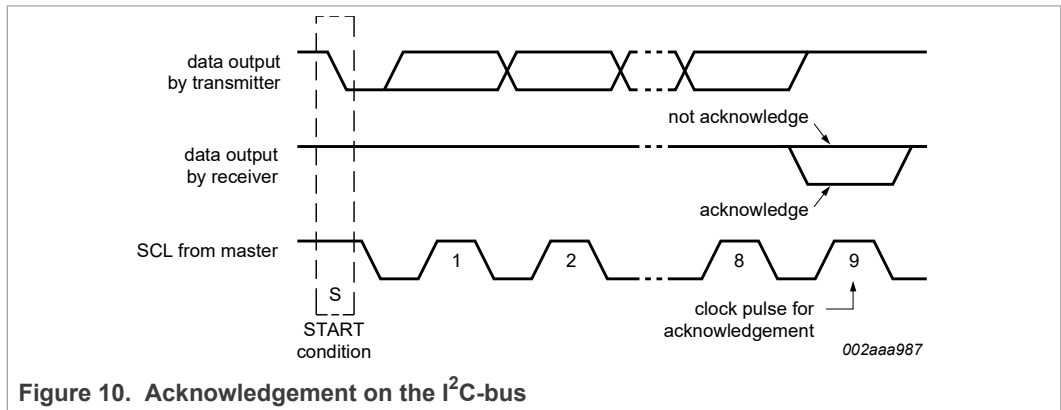 data output
by transmitter
not acknowledge
data output
by receiver
acknowledge
SCL from master
1
2
8
9
S
START
condition
clock pulse for
acknowledgement
002aaa987
Figure 10. Acknowledgement on the I²C-bus